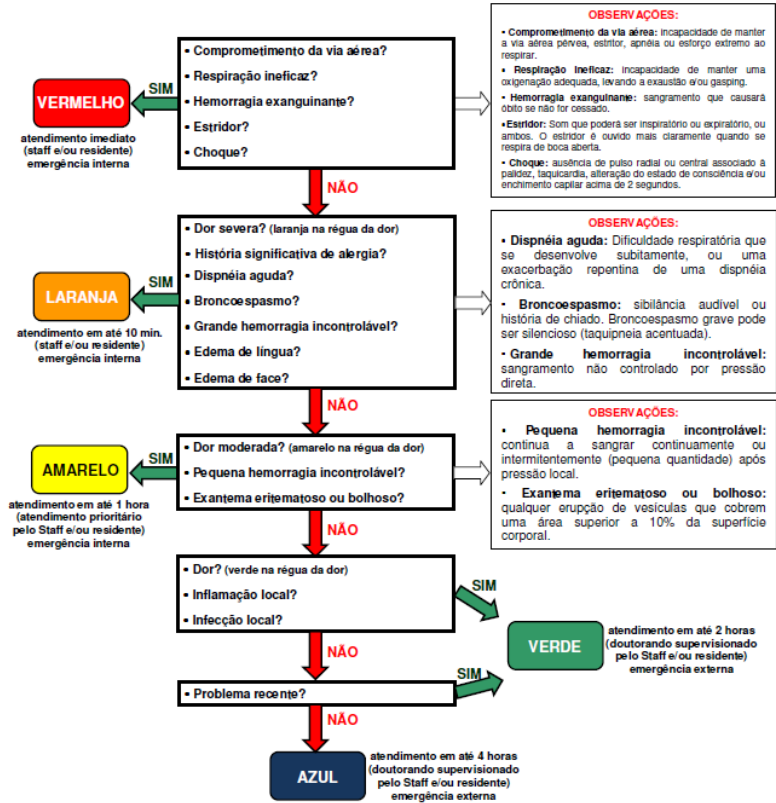 • Comprometimento da via aérea?
• Respiração ineficaz?
• Hemorragia exanguinante?
• Estridor?
• Choque?
SIM
VERMELHO
atendimento imediato
(staff e/ou residente)
emergência interna
OBSERVAÇÕES:
• Comprometimento da via aérea: incapacidade de manter
a via aérea pérvea, estritor, apnéia ou esforço extremo ao
respirar.
• Respiração Ineficaz: incapacidade de manter uma
oxigenação adequada, levando a exaustão e/ou gasping.
• Hemorragia exanguinante: sangramento que causará
óbito se não for cessado.
•Estridor: Som que poderá ser inspiratório ou expiratório, ou
ambos. O estridor é ouvido mais claramente quando se
respira de boca aberta.
• Choque: ausência de pulso radial ou central associado à
palidez, taquicardia, alteração do estado de consciência e/ou
enchimento capilar acima de 2 segundos.
NÃO
• Dor severa? (laranja na régua da dor)
• História significativa de alergia?
• Dispnéia aguda?
• Broncoespasmo?
• Grande hemorragia incontrolável?
• Edema de língua?
• Edema de face?
SIM
LARANJA
atendimento em até 10 min.
(staff e/ou residente)
emergência interna
OBSERVAÇÕES:
• Dispnéia aguda: Dificuldade respiratória que
se desenvolve subitamente, ou uma
exacerbação repentina de uma dispnéia
crônica.
• Broncoespasmo: sibilância audível ou
história de chiado. Broncoespasmo grave pode
ser silencioso (taquipneia acentuada).
• Grande hemorragia incontrolável:
sangramento não controlado por pressão
direta.
NÃO
• Dor moderada? (amarelo na régua da dor)
• Pequena hemorragia incontrolável?
• Exantema eritematoso ou bolhoso?
SIM
AMARELO
atendimento em até 1 hora
(atendimento prioritário
pelo Staff e/ou residente)
emergência interna
OBSERVAÇÕES:
• Pequena hemorragia incontrolável:
continua a sangrar continuamente ou
intermitentemente (pequena quantidade) após
pressão local.
• Exantema eritematoso ou bolhoso:
qualquer erupção de vesículas que cobrem
uma área superior a 10% da superfície
corporal.
NÃO
• Dor? (verde na régua da dor)
• Inflamação local?
• Infecção local?
SIM
VERDE
atendimento em até 2 horas
(doutorando supervisionado
pelo Staff e/ou residente)
emergência externa
NÃO
• Problema recente?
SIM
NÃO
AZUL
atendimento em até 4 horas
(doutorando supervisionado
pelo Staff e/ou residente)
emergência externa